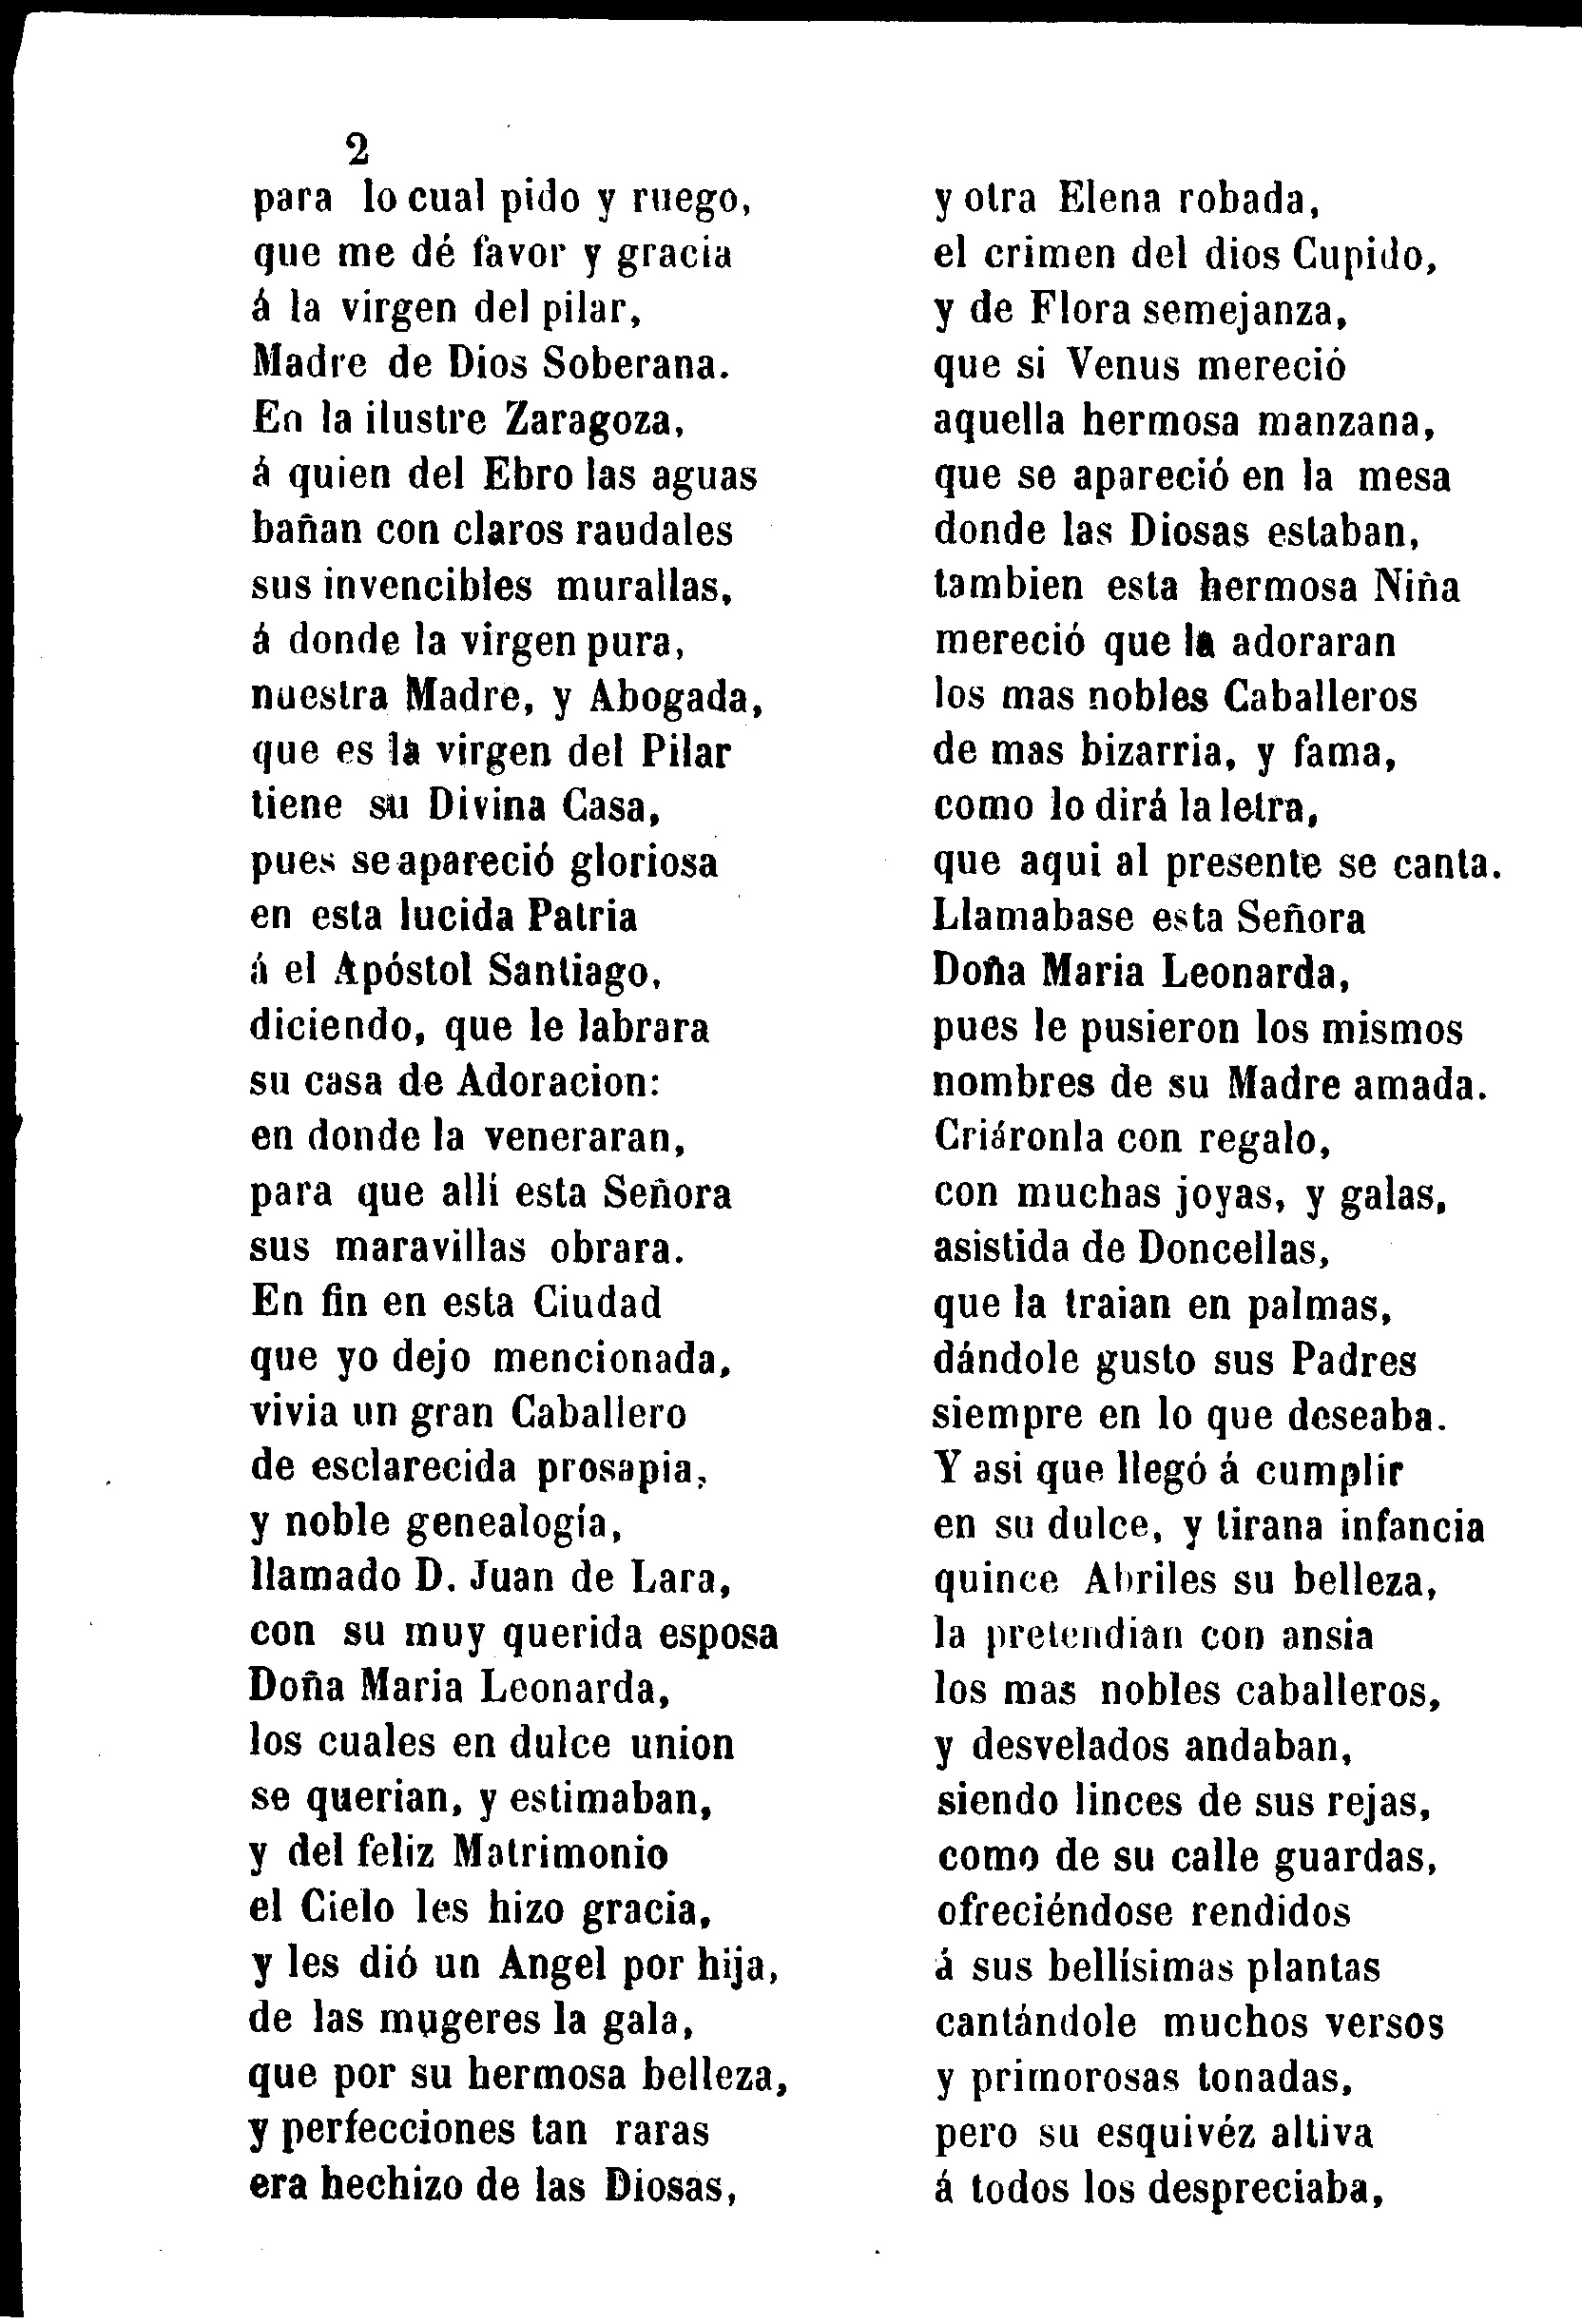 2
para lo cual pido y ruego,
que me dé favor y gracia
á la virgen del pilar,
Madre de Dios Soberana.
En la ilustre Zaragoza,
á quien del Ebro las aguas
bañan con claros raudales
sus invencibles murallas,
á donde la virgen pura,
nuestra Madre, y Abogada,
que es la virgen del Pilar
tiene su Divina Casa,
pues se apareció gloriosa
en esta lucida Patria
á el Apóstol Santiago,
diciendo, que le labrara
su casa de Adoracion:
en donde la veneraran,
para que allí esta Señora
sus maravillas obrara.
En fin en esta Ciudad
que yo dejo mencionada,
vivia un gran Caballero
de esclarecida prosapia,
y noble genealogía,
llamado D. Juan de Lara,
con su muy querida esposa
Doña Maria Leonarda,
los cuales en dulce union
se querian, y estimaban,
y del feliz Matrimonio
el Cielo les hizo gracia,
y les dió un Angel por hija,
de las mugeres la gala,
que por su hermosa belleza,
y perfecciones tan raras
era hechizo de las Diosas,
y otra Elena robada,
el crimen del dios Cupido,
y de Flora semejanza,
que si Venus mereció
aquella hermosa manzana,
que se apareció en la mesa
donde las Diosas estaban,
tambien esta hermosa Niña
mereció que la adoraran
los mas nobles Caballeros
de mas bizarria, y fama,
como lo dirá la letra,
que aqui al presente se canta.
Llamabase esta Señora
Doña Maria Leonarda,
pues le pusieron los mismos
nombres de su Madre amada.
Criáronla con regalo,
con muchas joyas, y galas,
asistida de Doncellas,
que la traian en palmas,
dándole gusto sus Padres
siempre en lo que deseaba.
Y asi que llegó á cumplir
en su dulce, y tirana infancia
quince Abriles su belleza,
la pretendian con ansia
los mas nobles caballeros,
y desvelados andaban,
siendo linces de sus rejas,
como de su calle guardas,
ofreciéndose rendidos
á sus bellísimas plantas
cantándole muchos versos
y primorosas tonadas,
pero su esquivéz altiva
á todos los despreciaba,